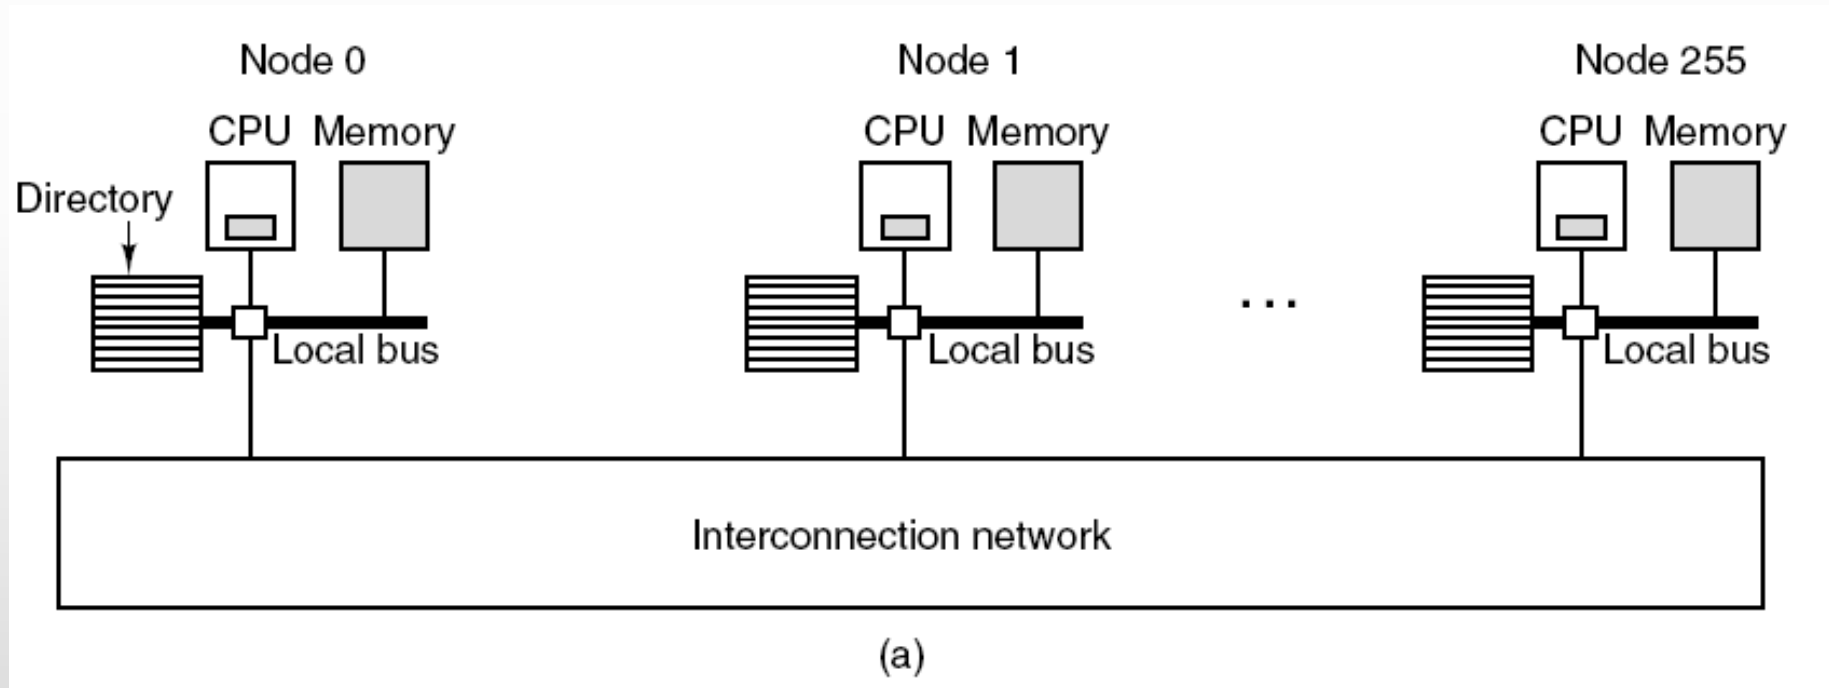 Node 0
Node 1
Node 255
CPU Memory
CPU Memory
CPU Memory
Directory
...
Local bus
Local bus
Local bus
Interconnection network
(a)